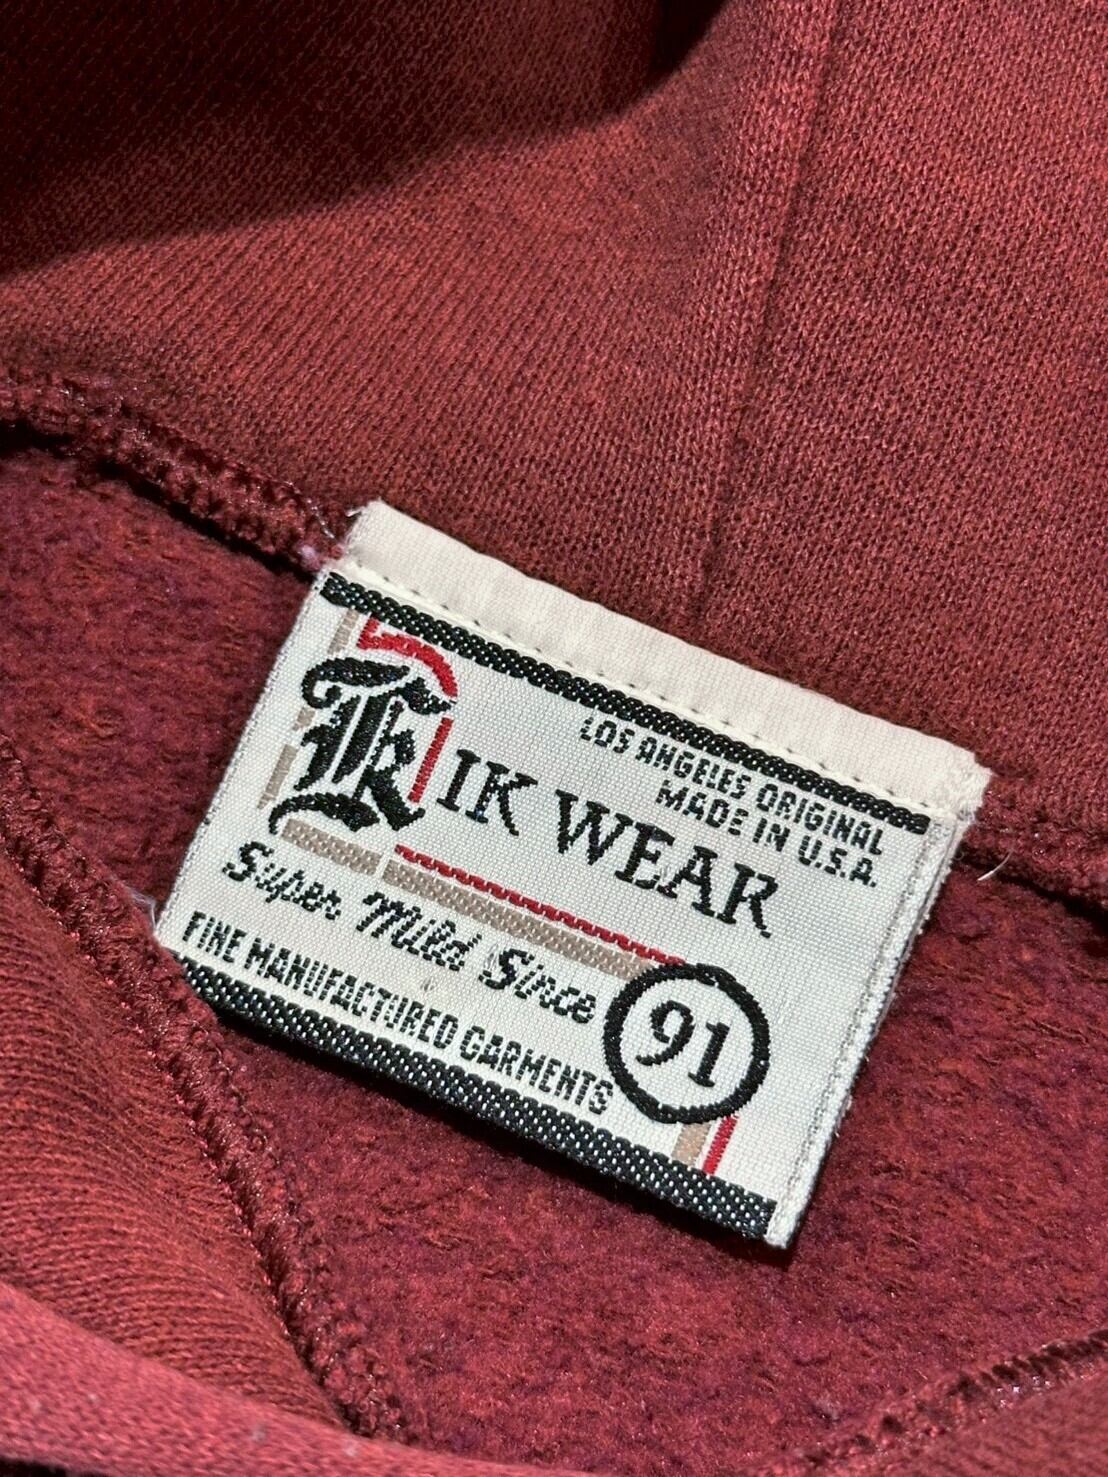 LOS ANGELES ORIGINAL
MADE IN U.S.A.
KIK WEAR
Super Mild Since 91
FINE MANUFACTURED GARMENTS